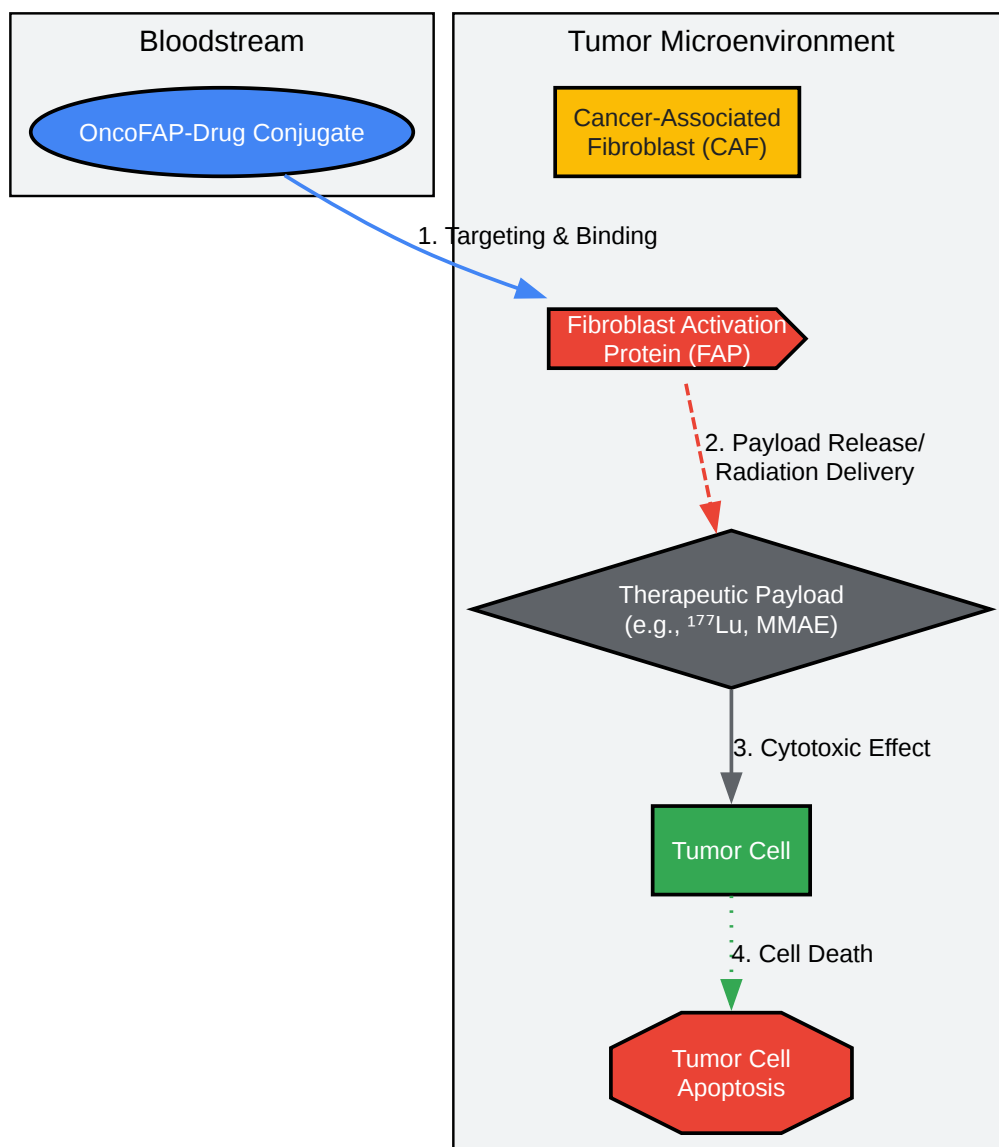 Bloodstream
OncoFAP-Drug Conjugate
Tumor Microenvironment
Cancer-Associated
Fibroblast (CAF)
1. Targeting & Binding
Fibroblast Activation
Protein (FAP)
2. Payload Release/
Radiation Delivery
Therapeutic Payload
(e.g., ¹⁷⁷Lu, MMAE)
3. Cytotoxic Effect
Tumor Cell
4. Cell Death
Tumor Cell
Apoptosis